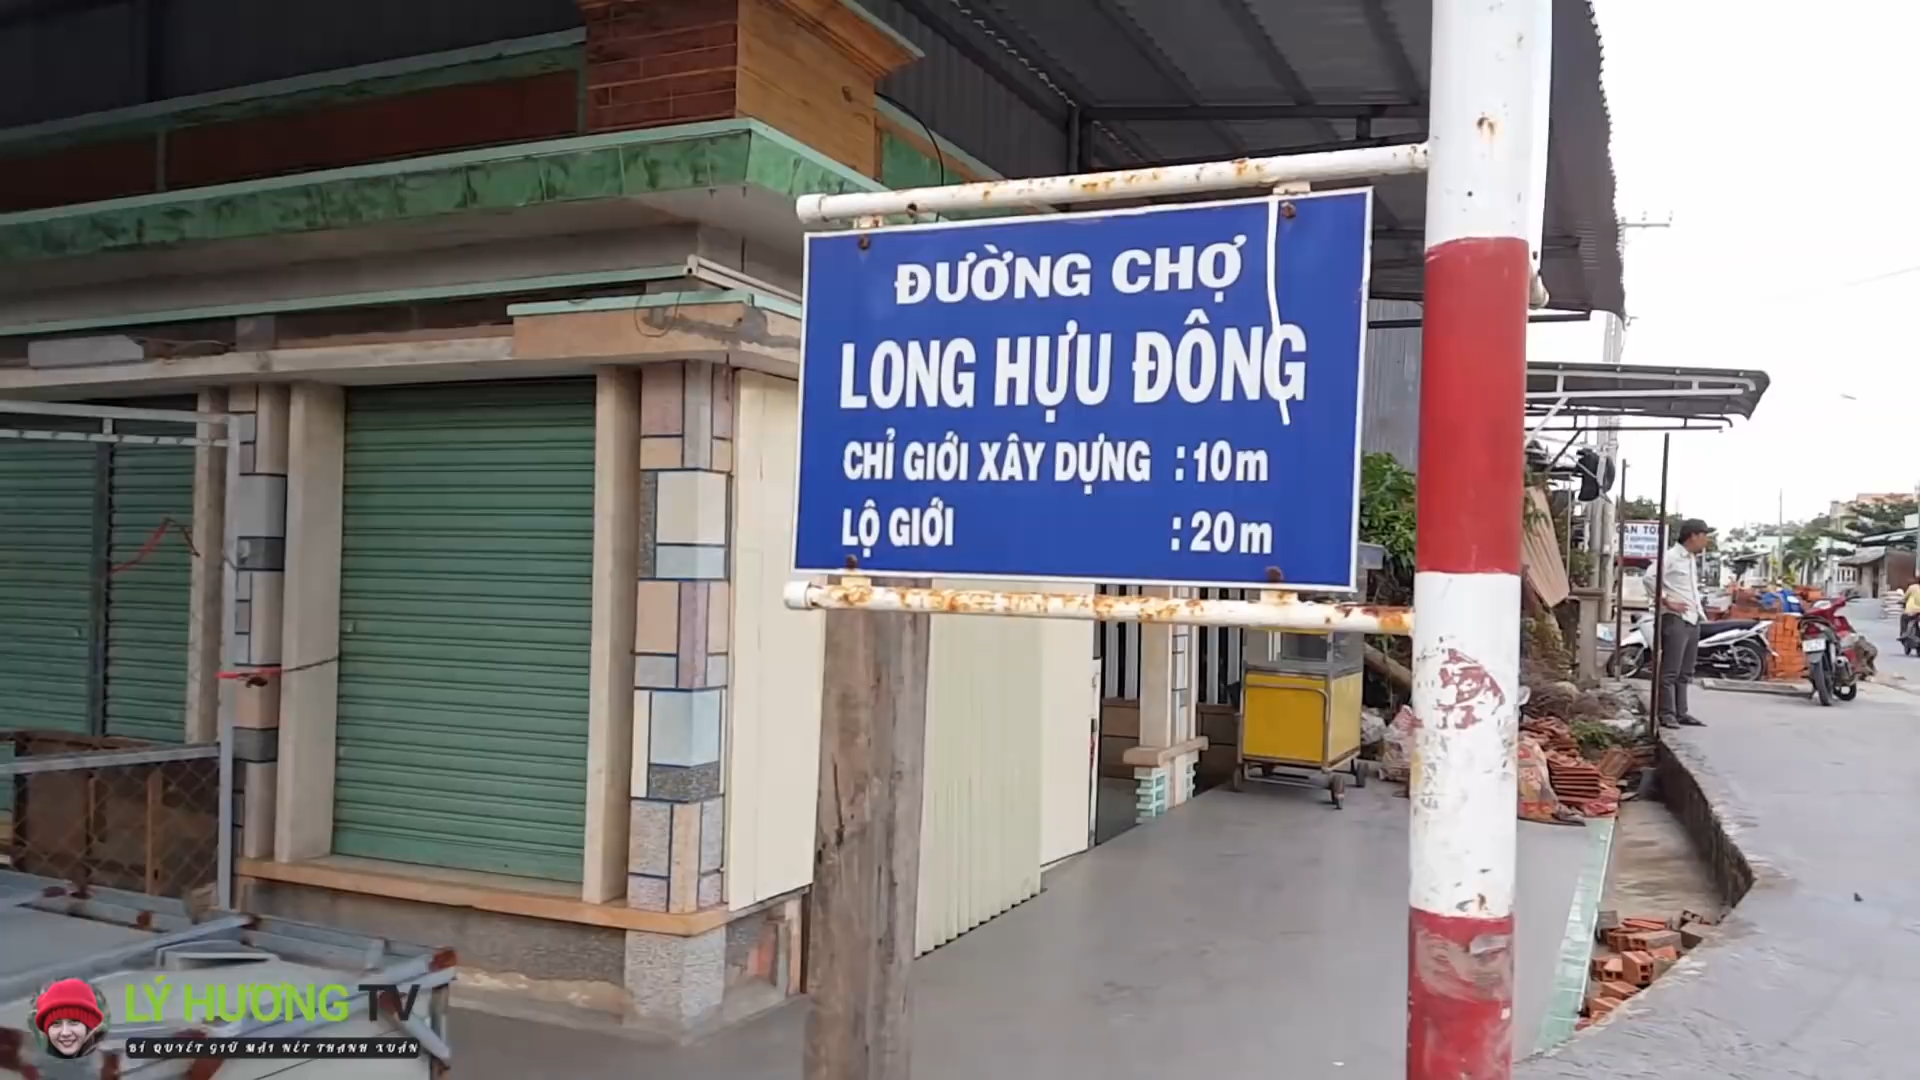 ĐƯỜNG CHỢ
LONG HỰU ĐÔNG
CHỈ GIỚI XÂY DỰNG : 10m
LỘ GIỚI : 20m
LÝ HƯƠNG TV
BÍ QUYẾT GIỮ MÃI NÉT THANH XUÂN